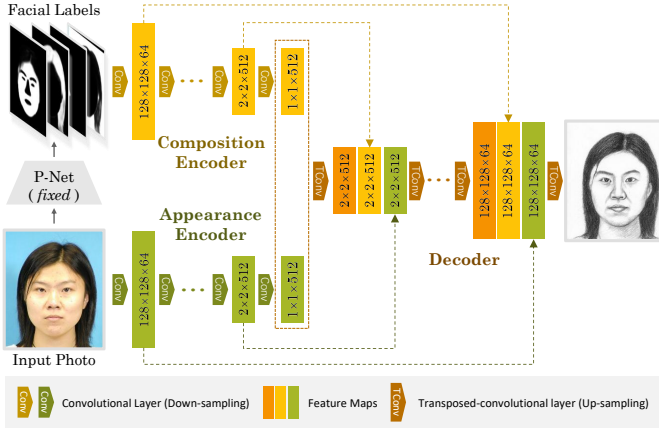 Facial Labels
Conv
128×128×64
Conv
2×2×512
Conv
1×1×512
Composition
Encoder
P-Net
( fixed )
TConv
2×2×512
2×2×512
2×2×512
TConv
128×128×64
128×128×64
128×128×64
TConv
Appearance
Encoder
Decoder
Conv
128×128×64
Conv
2×2×512
Conv
1×1×512
Input Photo
Conv
Conv
Convolutional Layer (Down-sampling)
Feature Maps
TConv
Transposed-convolutional layer (Up-sampling)